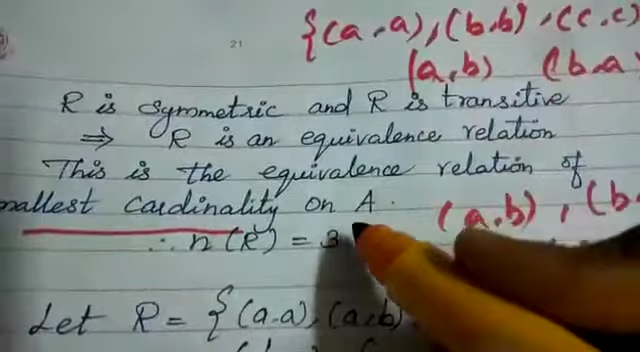 21
{(a,a), (b,b), (c,c)
(a,b) (b,a)
R is symmetric and R is transitive
⇒ R is an equivalence relation
This is the equivalence relation of
mallest cardinality on A.
(a,b), (b,
∴ n(R) = 3
Let R = {(a,a), (a,b)